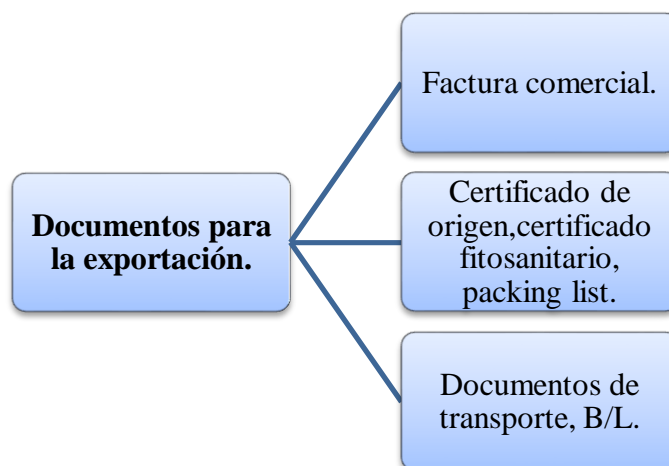 Factura comercial.
Documentos para
la exportación.
Certificado de
origen,certificado
fitosanitario,
packing list.
Documentos de
transporte, B/L.